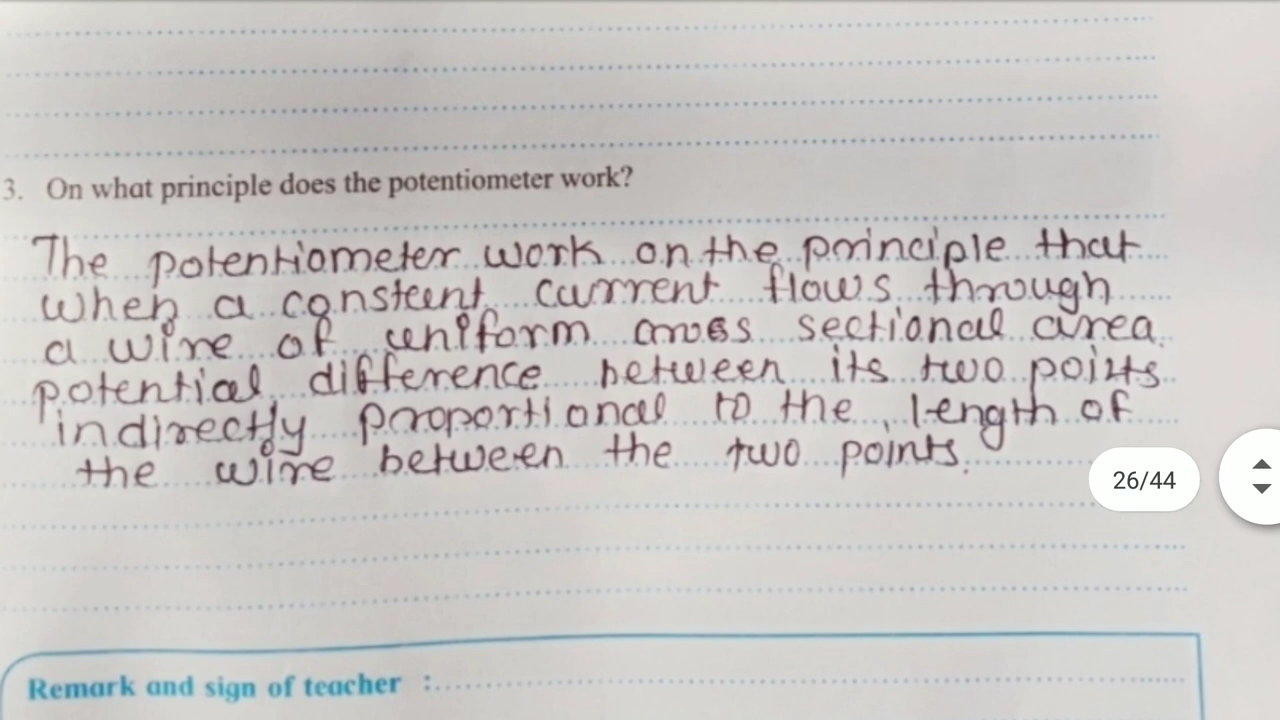 3. On what principle does the potentiometer work?
The potentiometer work on the principle that
when a constent current flows through
a wire of uniform cross sectional area
potential difference between its two points
indirectly proportional to the length of
the wire between the two points.
26/44
Remark and sign of teacher :